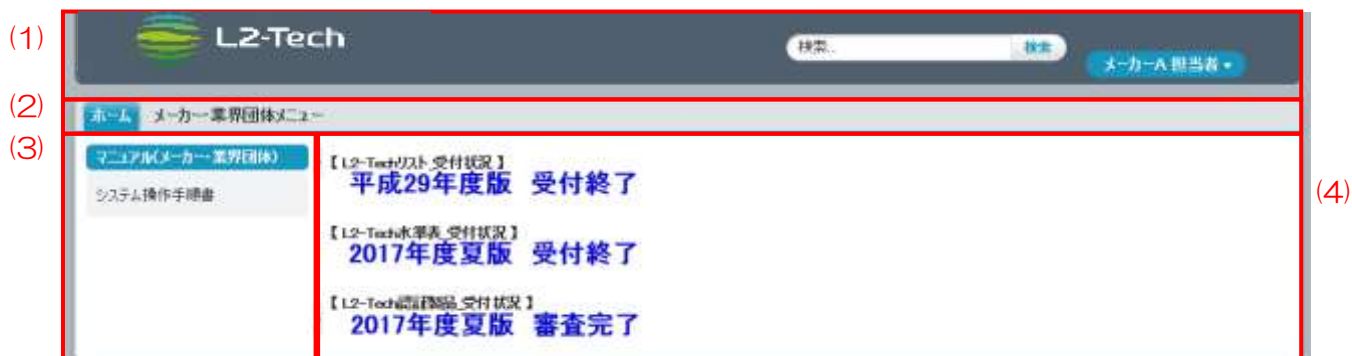 (1)
L2-Tech
検索..
検索
メーカーA 担当者
(2)
ホーム メーカー・業界団体メニュー
(3)
マニュアル(メーカー・業界団体)
システム操作手順書
(4)
【 L2-Techリスト_受付状況 】
平成29年度版 受付終了
【 L2-Tech水準表_受付状況 】
2017年度夏版 受付終了
【 L2-Tech認証製品_受付状況 】
2017年度夏版 審査完了